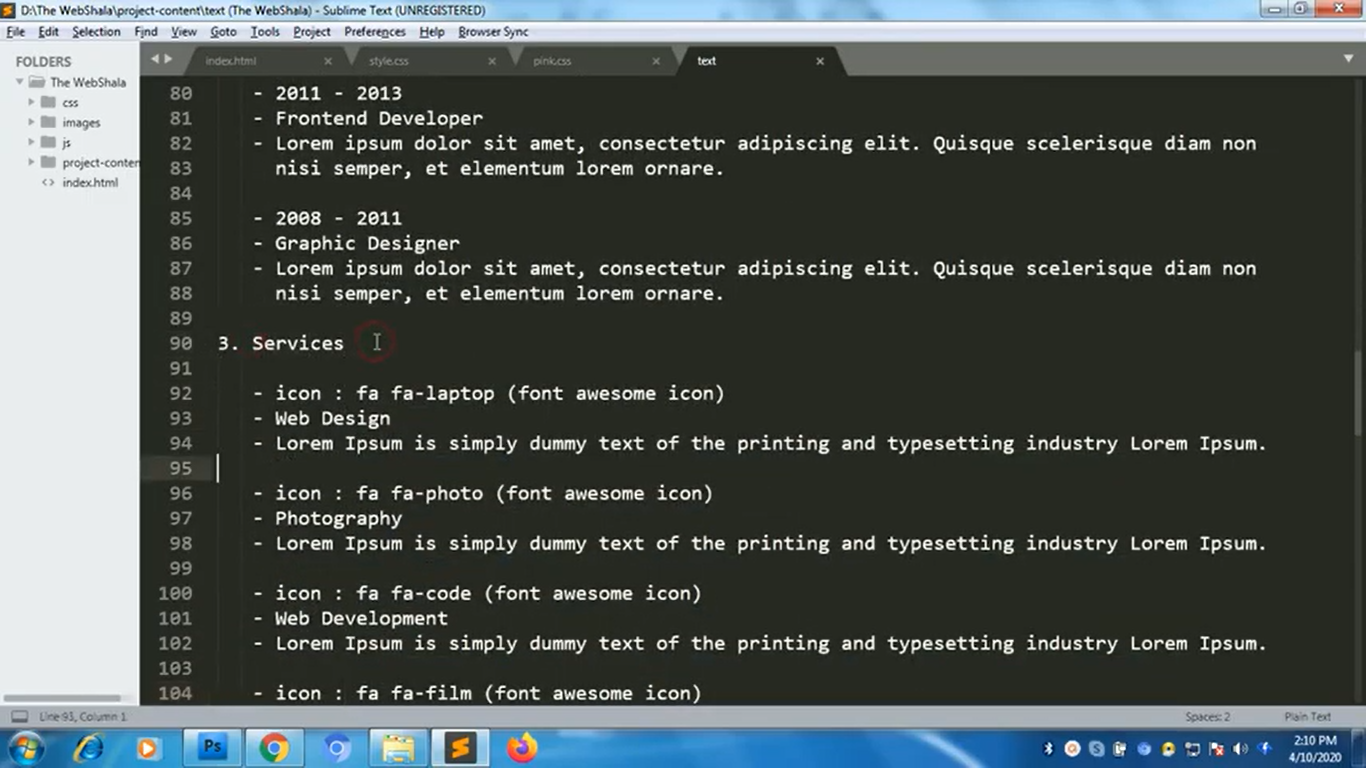 D:\The WebShala\project-content\text (The WebShala) - Sublime Text (UNREGISTERED)
File Edit Selection Find View Goto Tools Project Preferences Help Browser Sync
FOLDERS
The WebShala
css
images
js
project-conten
index.html
index.html style.css pink.css text
80 - 2011 - 2013
81 - Frontend Developer
82 - Lorem ipsum dolor sit amet, consectetur adipiscing elit. Quisque scelerisque diam non
83 nisi semper, et elementum lorem ornare.
84
85 - 2008 - 2011
86 - Graphic Designer
87 - Lorem ipsum dolor sit amet, consectetur adipiscing elit. Quisque scelerisque diam non
88 nisi semper, et elementum lorem ornare.
89
90 3. Services
91
92 - icon : fa fa-laptop (font awesome icon)
93 - Web Design
94 - Lorem Ipsum is simply dummy text of the printing and typesetting industry Lorem Ipsum.
95
96 - icon : fa fa-photo (font awesome icon)
97 - Photography
98 - Lorem Ipsum is simply dummy text of the printing and typesetting industry Lorem Ipsum.
99
100 - icon : fa fa-code (font awesome icon)
101 - Web Development
102 - Lorem Ipsum is simply dummy text of the printing and typesetting industry Lorem Ipsum.
103
104 - icon : fa fa-film (font awesome icon)
Line 93, Column 1 Spaces: 2 Plain Text
Ps
2:10 PM
4/10/2020